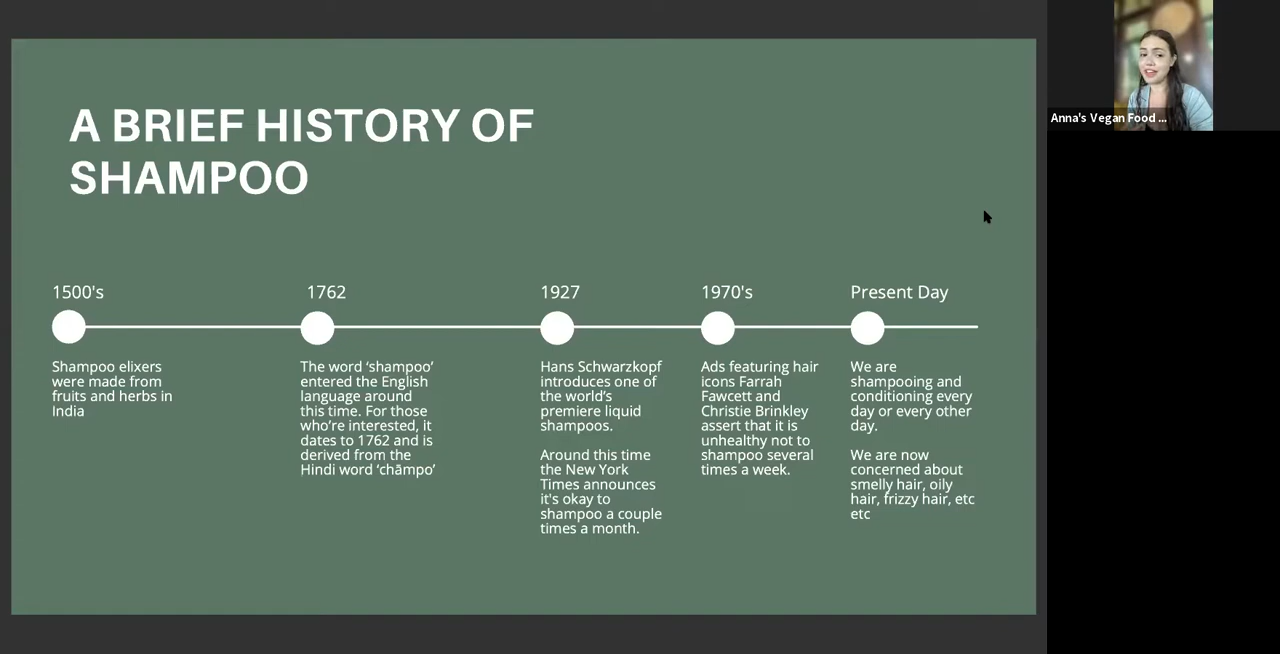 A BRIEF HISTORY OF
SHAMPOO
1500's
Shampoo elixers
were made from
fruits and herbs in
India
1762
The word ‘shampoo’
entered the English
language around
this time. For those
who’re interested, it
dates to 1762 and is
derived from the
Hindi word ‘chāmpo’
1927
Hans Schwarzkopf
introduces one of
the world’s
premiere liquid
shampoos.
Around this time
the New York
Times announces
it's okay to
shampoo a couple
times a month.
1970's
Ads featuring hair
icons Farrah
Fawcett and
Christie Brinkley
assert that it is
unhealthy not to
shampoo several
times a week.
Present Day
We are
shampooing and
conditioning every
day or every other
day.
We are now
concerned about
smelly hair, oily
hair, frizzy hair, etc
etc
Anna's Vegan Food ...